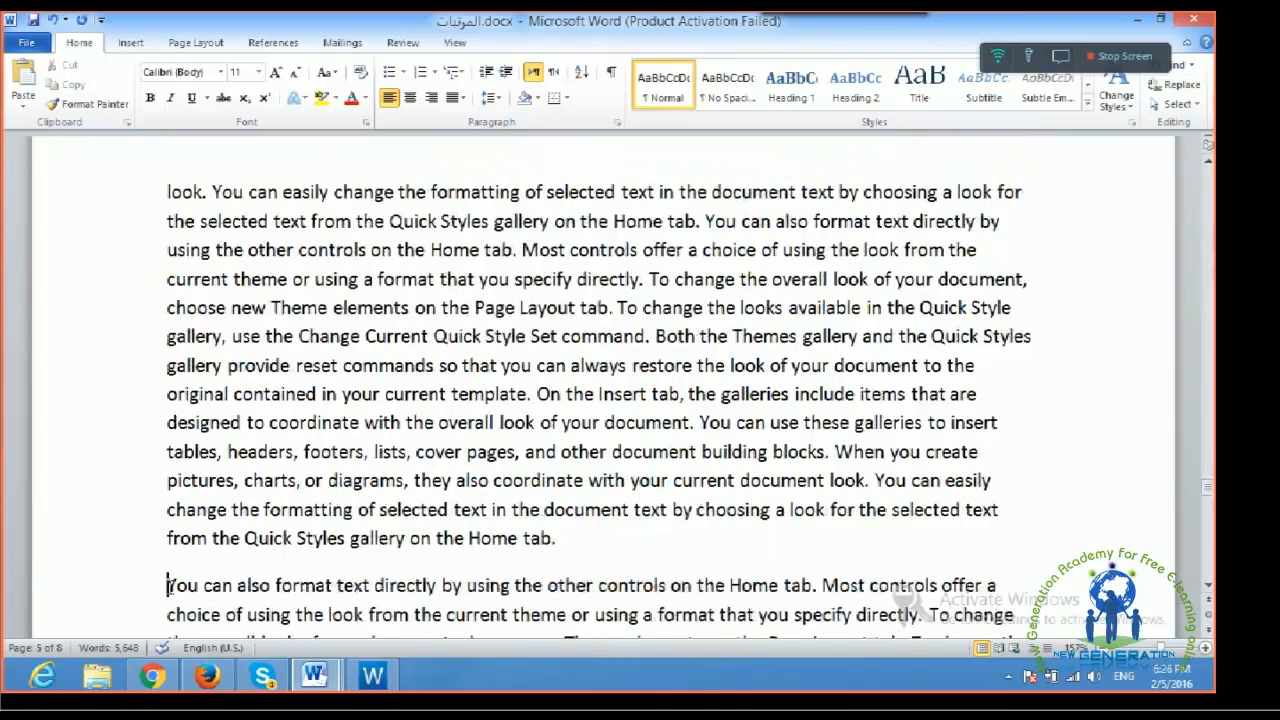 المرتبات.docx - Microsoft Word (Product Activation Failed)
File Home Insert Page Layout References Mailings Review View
Stop Screen
Paste Cut Copy Format Painter Clipboard
Calibri (Body) 11 Aa
B I U abc x₂ x² A A
Font
Paragraph
AaBbCcDc AaBbCcDc AaBbC AaBbCc AaB AaBbCc. AaBbCcDc
¶ Normal ¶ No Spaci... Heading 1 Heading 2 Title Subtitle Subtle Em...
Change Styles
Styles
Find Replace Select Editing
look. You can easily change the formatting of selected text in the document text by choosing a look for
the selected text from the Quick Styles gallery on the Home tab. You can also format text directly by
using the other controls on the Home tab. Most controls offer a choice of using the look from the
current theme or using a format that you specify directly. To change the overall look of your document,
choose new Theme elements on the Page Layout tab. To change the looks available in the Quick Style
gallery, use the Change Current Quick Style Set command. Both the Themes gallery and the Quick Styles
gallery provide reset commands so that you can always restore the look of your document to the
original contained in your current template. On the Insert tab, the galleries include items that are
designed to coordinate with the overall look of your document. You can use these galleries to insert
tables, headers, footers, lists, cover pages, and other document building blocks. When you create
pictures, charts, or diagrams, they also coordinate with your current document look. You can easily
change the formatting of selected text in the document text by choosing a look for the selected text
from the Quick Styles gallery on the Home tab.
You can also format text directly by using the other controls on the Home tab. Most controls offer a
choice of using the look from the current theme or using a format that you specify directly. To change
Activate Windows
to activate Windows.
New Generation Academy For Free E-learning
NEW GENERATION
Page: 5 of 8 Words: 5,648 English (U.S.) 157%
ENG 6:26 PM
2/5/2016